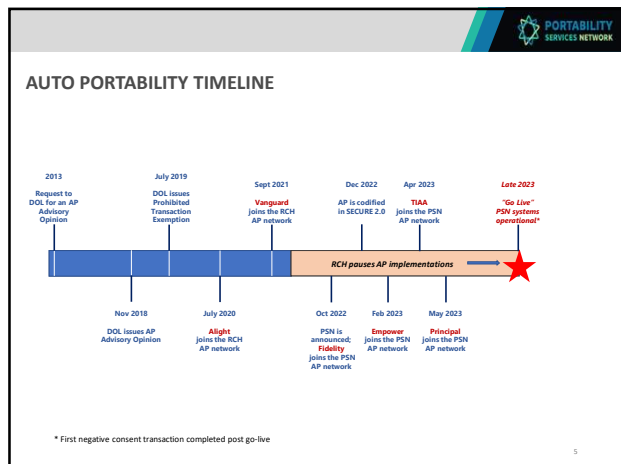 PORTABILITY
SERVICES NETWORK
AUTO PORTABILITY TIMELINE
2013
Request to
DOL for an AP
Advisory
Opinion
July 2019
DOL issues
Prohibited
Transaction
Exemption
Sept 2021
Vanguard
joins the RCH
AP network
Dec 2022
AP is codified
in SECURE 2.0
Apr 2023
TIAA
joins the PSN
AP network
Late 2023
"Go Live"
PSN systems
operational*
RCH pauses AP implementations
Nov 2018
DOL issues AP
Advisory Opinion
July 2020
Alight
joins the RCH
AP network
Oct 2022
PSN is
announced;
Fidelity
joins the PSN
AP network
Feb 2023
Empower
joins the PSN
AP network
May 2023
Principal
joins the PSN
AP network
* First negative consent transaction completed post go-live
5